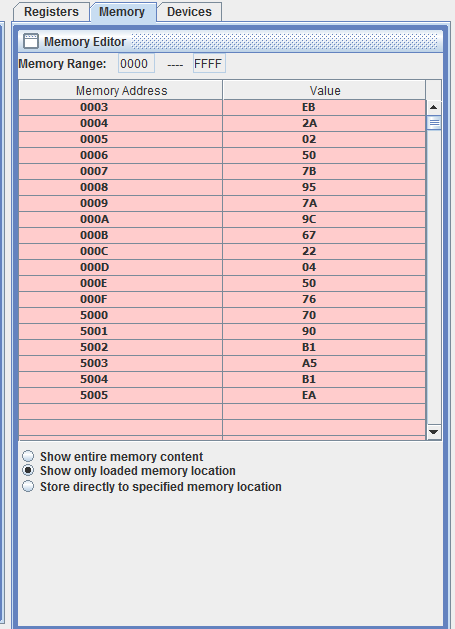 Registers Memory Devices
Memory Editor
Memory Range: 0000 ---- FFFF
Memory Address Value
0003 EB
0004 2A
0005 02
0006 50
0007 7B
0008 95
0009 7A
000A 9C
000B 67
000C 22
000D 04
000E 50
000F 76
5000 70
5001 90
5002 B1
5003 A5
5004 B1
5005 EA
Show entire memory content
Show only loaded memory location
Store directly to specified memory location